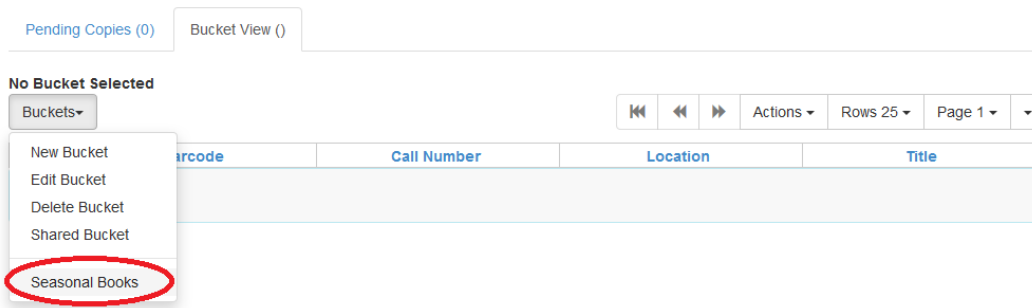 Pending Copies (0) Bucket View ()
No Bucket Selected
Buckets
Actions Rows 25 Page 1
arcode Call Number Location Title
New Bucket
Edit Bucket
Delete Bucket
Shared Bucket
Seasonal Books